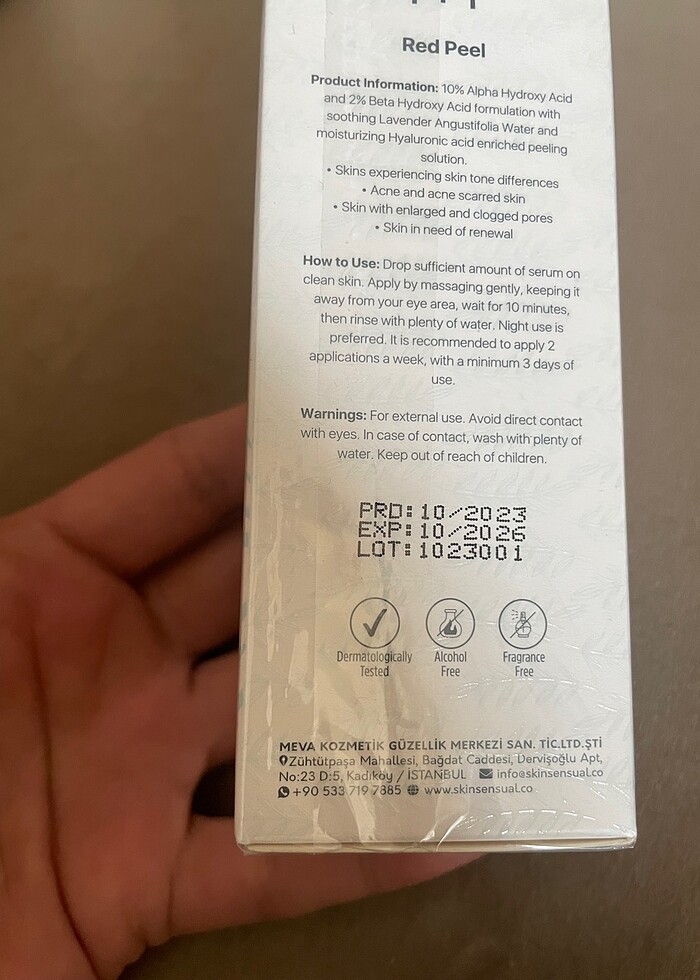 Red Peel
Product Information: 10% Alpha Hydroxy Acid
and 2% Beta Hydroxy Acid formulation with
soothing Lavender Angustifolia Water and
moisturizing Hyaluronic acid enriched peeling
solution.
• Skins experiencing skin tone differences
• Acne and acne scarred skin
• Skin with enlarged and clogged pores
• Skin in need of renewal
How to Use: Drop sufficient amount of serum on
clean skin. Apply by massaging gently, keeping it
away from your eye area, wait for 10 minutes,
then rinse with plenty of water. Night use is
preferred. It is recommended to apply 2
applications a week, with a minimum 3 days of
use.
Warnings: For external use. Avoid direct contact
with eyes. In case of contact, wash with plenty of
water. Keep out of reach of children.
PRD:10/2023
EXP:10/2026
LOT:1023001
Dermatologically
Tested
Alcohol
Free
Fragrance
Free
MEVA KOZMETİK GÜZELLİK MERKEZİ SAN. TİC.LTD.ŞTİ
Zühtütpaşa Mahallesi, Bağdat Caddesi, Dervişoğlu Apt,
No:23 D:5, Kadıköy / İSTANBUL info@skinsensual.co
+90 533 719 7385 www.skinsensual.co